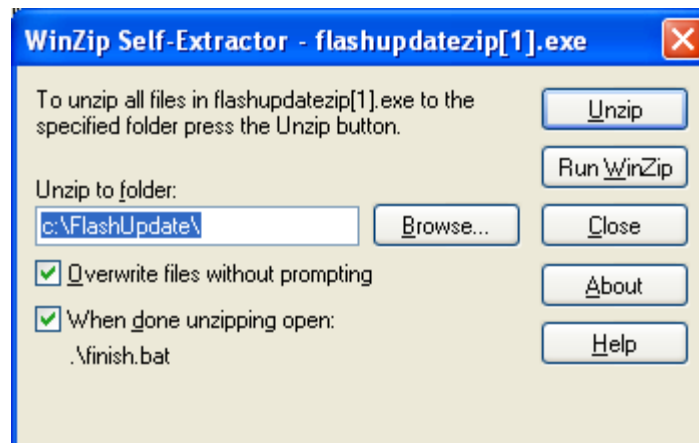 WinZip Self-Extractor - flashupdatezip[1].exe
To unzip all files in flashupdatezip[1].exe to the
specified folder press the Unzip button.
Unzip to folder:
c:\FlashUpdate\
Browse...
Overwrite files without prompting
When done unzipping open:
.\finish.bat
Unzip
Run WinZip
Close
About
Help